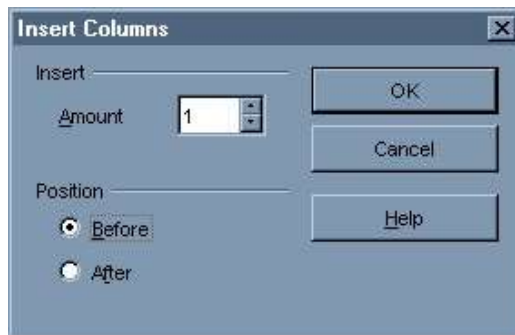 Insert Columns
Insert
Amount 1
OK
Cancel
Position
Before
After
Help